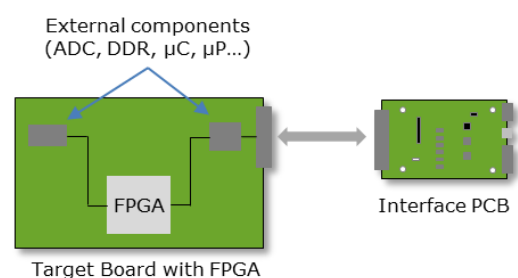 External components
(ADC, DDR, µC, µP...)
FPGA
Interface PCB
Target Board with FPGA